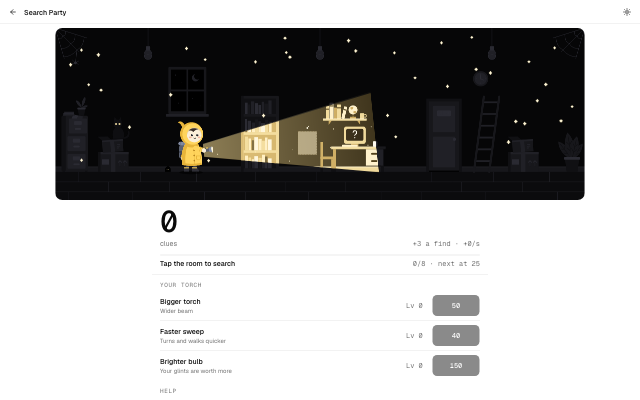 Search Party
?
0
clues
+3 a find · +0/s
Tap the room to search
0/8 · next at 25
YOUR TORCH
Bigger torch
Wider beam
Lv 0
50
Faster sweep
Turns and walks quicker
Lv 0
40
Brighter bulb
Your glints are worth more
Lv 0
150
HELP